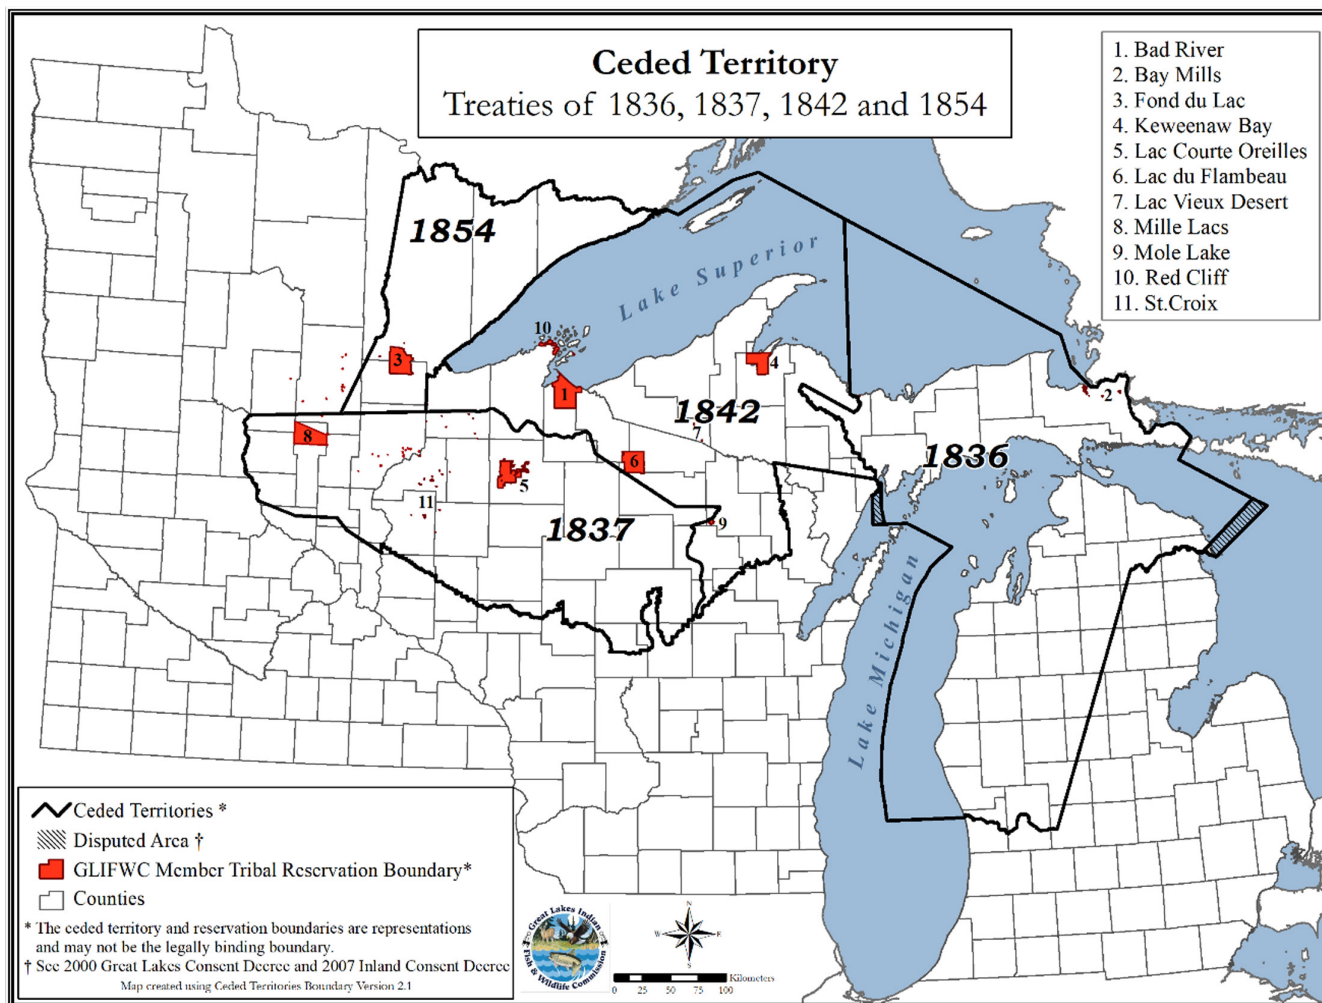 Ceded Territory
Treaties of 1836, 1837, 1842 and 1854
1. Bad River
2. Bay Mills
3. Fond du Lac
4. Keweenaw Bay
5. Lac Courte Oreilles
6. Lac du Flambeau
7. Lac Vieux Desert
8. Mille Lacs
9. Mole Lake
10. Red Cliff
11. St.Croix
1854
Lake Superior
10
3
4
1
2
1842
7
8
1836
6
5
11
1837
9
Lake Michigan
Ceded Territories *
Disputed Area †
GLIFWC Member Tribal Reservation Boundary*
Counties
* The ceded territory and reservation boundaries are representations
and may not be the legally binding boundary.
† See 2000 Great Lakes Consent Decree and 2007 Inland Consent Decree
Map created using Ceded Territories Boundary Version 2.1
Great Lakes Indian
Fish & Wildlife Commission
N
W E
S
Kilometers
0 25 50 75 100